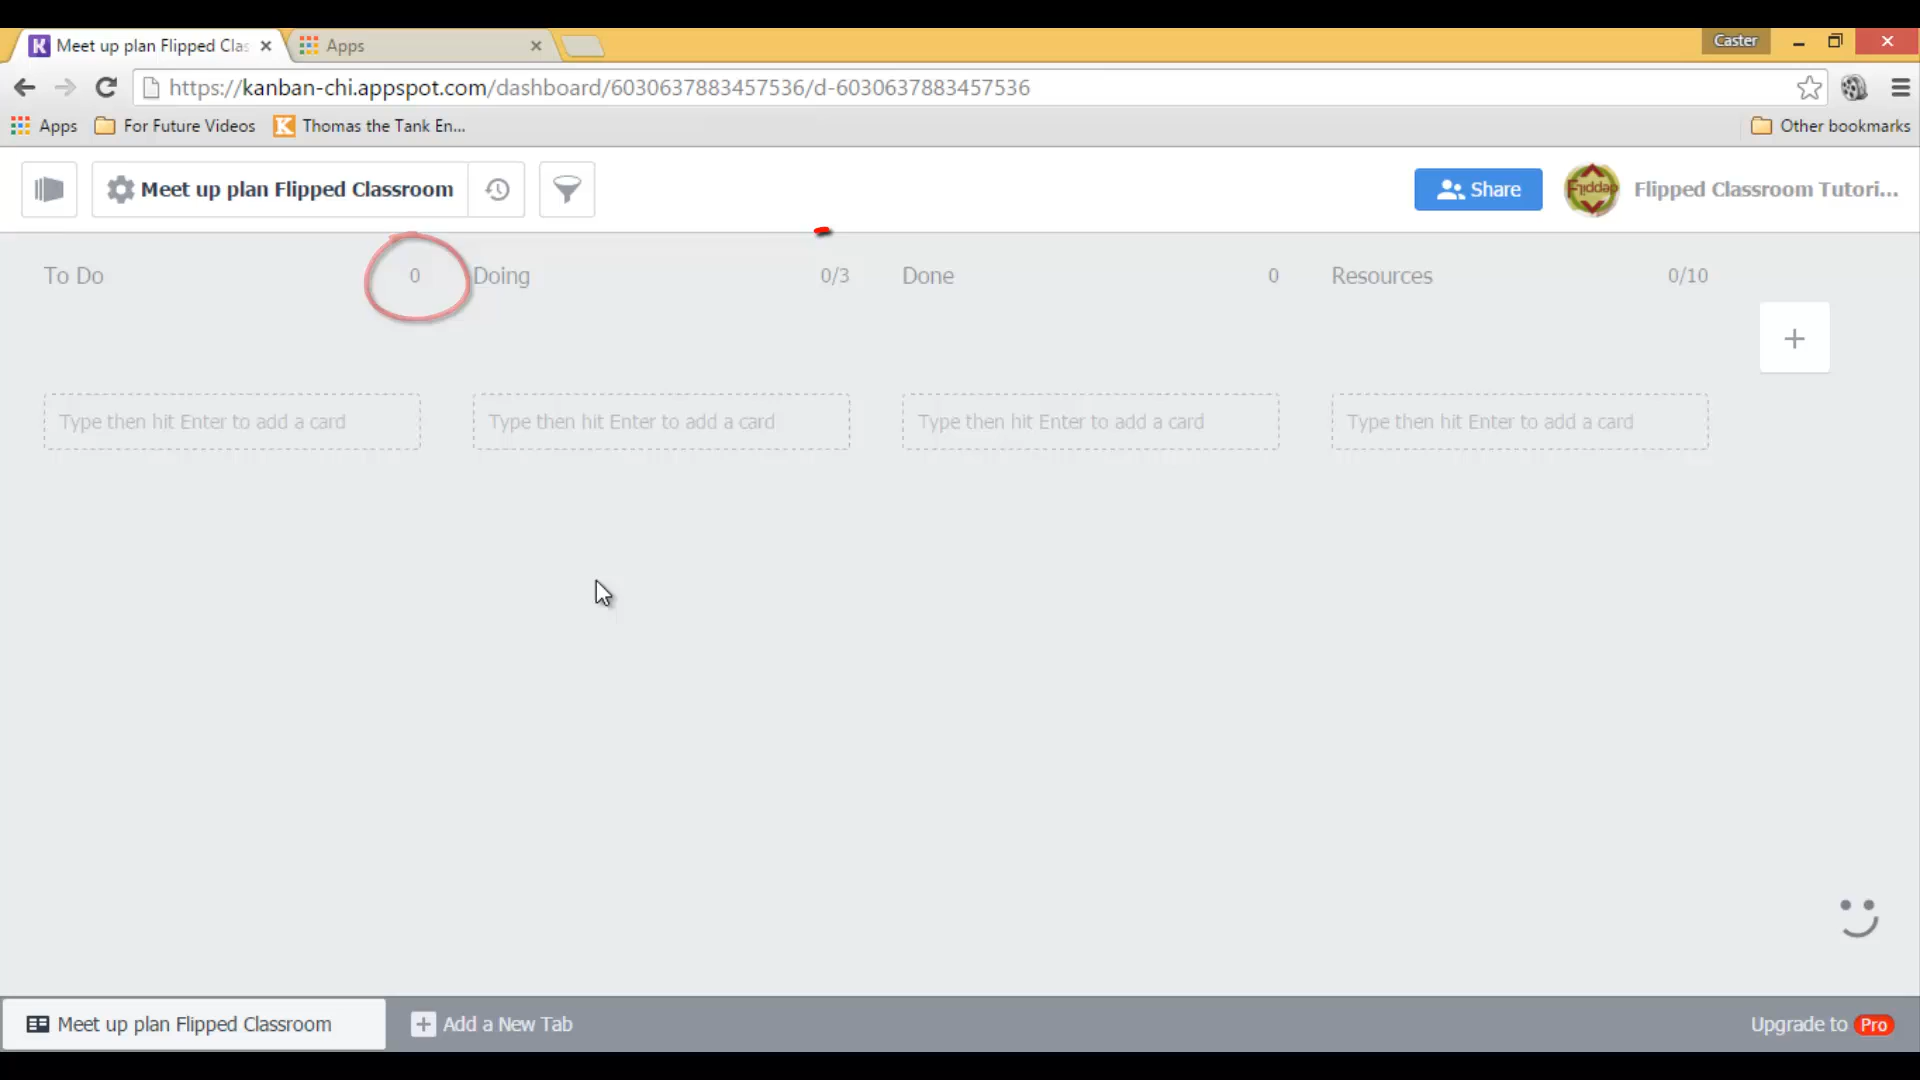 Meet up plan Flipped Clas
Apps
Caster
https://kanban-chi.appspot.com/dashboard/6030637883457536/d-6030637883457536
Apps
For Future Videos
Thomas the Tank En...
Other bookmarks
Meet up plan Flipped Classroom
Share
Flipped
Flipped Classroom Tutori...
To Do
0
Doing
0/3
Done
0
Resources
0/10
Type then hit Enter to add a card
Type then hit Enter to add a card
Type then hit Enter to add a card
Type then hit Enter to add a card
Meet up plan Flipped Classroom
Add a New Tab
Upgrade to Pro